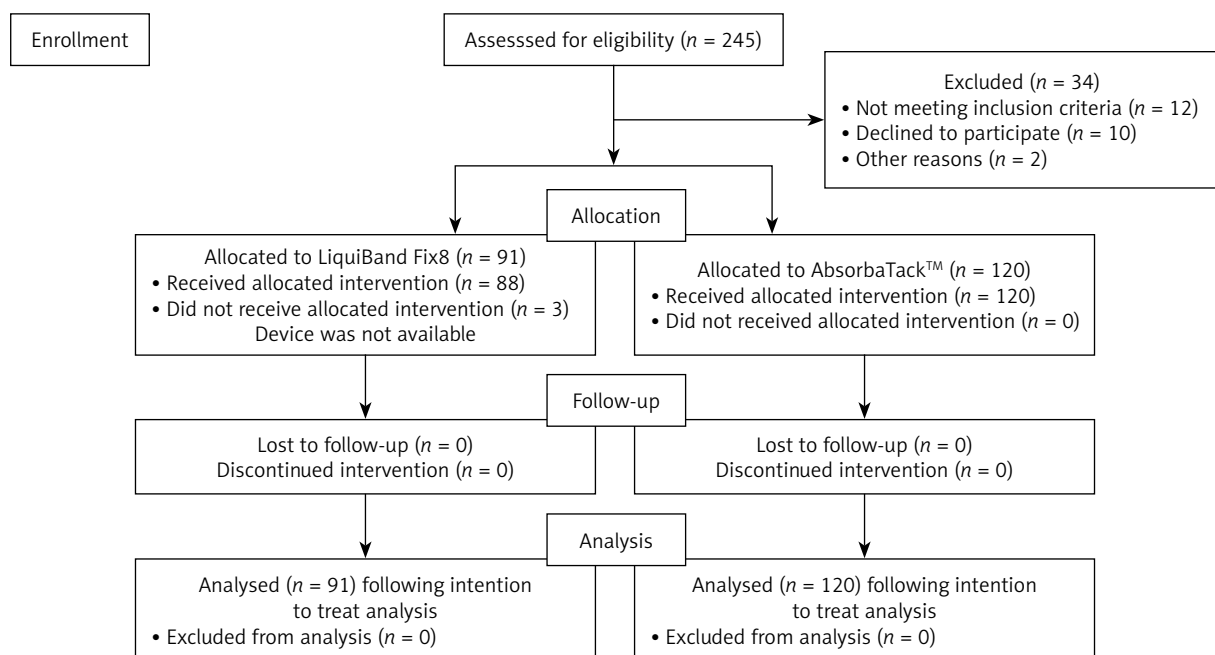 Enrollment
Assesssed for eligibility (n = 245)
Excluded (n = 34)
• Not meeting inclusion criteria (n = 12)
• Declined to participate (n = 10)
• Other reasons (n = 2)
Allocation
Allocated to LiquiBand Fix8 (n = 91)
• Received allocated intervention (n = 88)
• Did not receive allocated intervention (n = 3)
Device was not available
Allocated to AbsorbaTack™ (n = 120)
• Received allocated intervention (n = 120)
• Did not received allocated intervention (n = 0)
Follow-up
Lost to follow-up (n = 0)
Discontinued intervention (n = 0)
Lost to follow-up (n = 0)
Discontinued intervention (n = 0)
Analysis
Analysed (n = 91) following intention
to treat analysis
• Excluded from analysis (n = 0)
Analysed (n = 120) following intention
to treat analysis
• Excluded from analysis (n = 0)